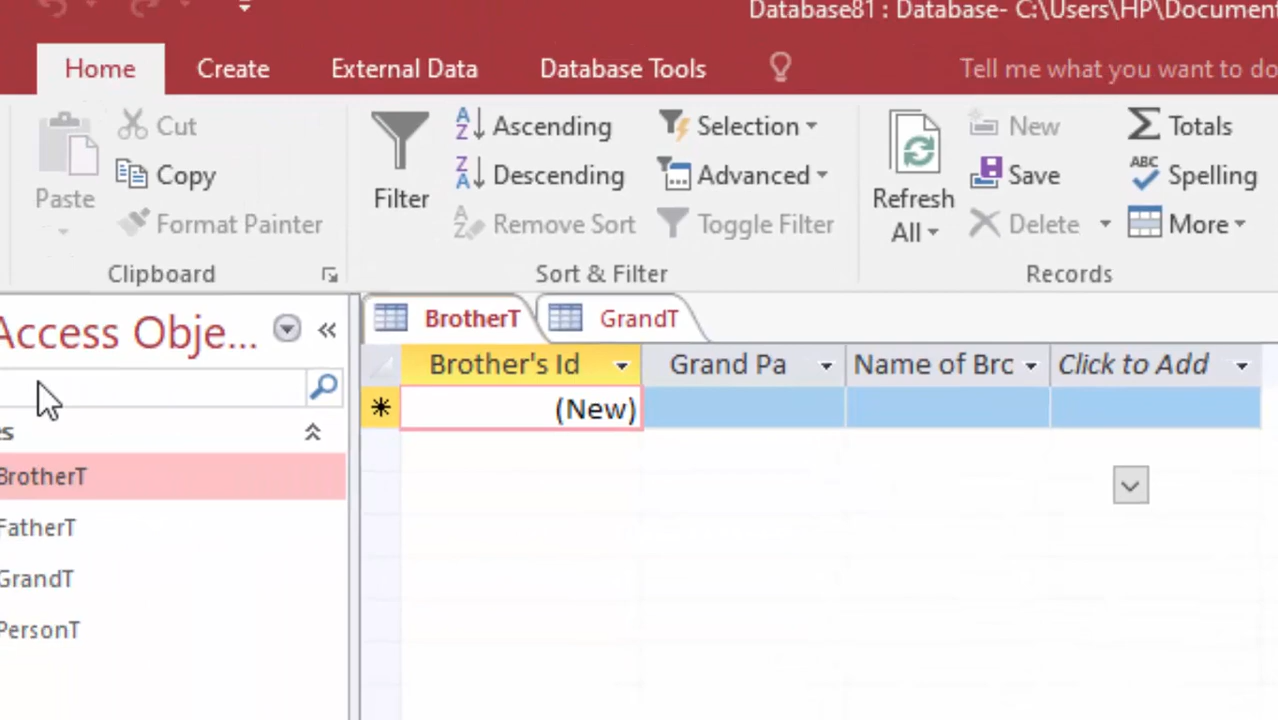 Database81 : Database- C:\Users\HP\Document
Home Create External Data Database Tools Tell me what you want to do
Cut Ascending Selection New Totals
Copy Descending Advanced Save Spelling
Paste Filter Refresh All
Format Painter Remove Sort Toggle Filter Delete More
Clipboard Sort & Filter Records
Access Obje... BrotherT GrandT
Brother's Id Grand Pa Name of Brc Click to Add
(New)
BrotherT
FatherT
GrandT
PersonT